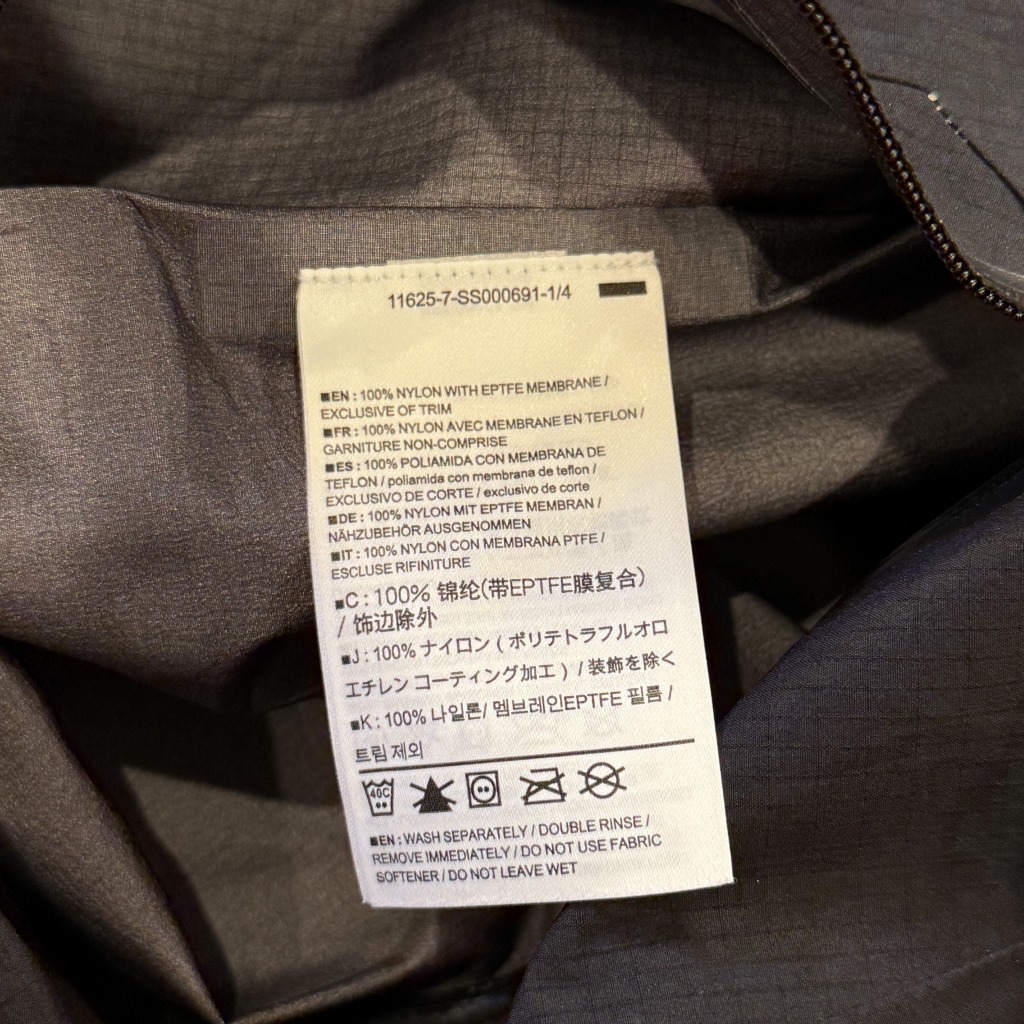 11625-7-SS000691-1/4
■EN : 100% NYLON WITH EPTFE MEMBRANE /
EXCLUSIVE OF TRIM
■FR : 100% NYLON AVEC MEMBRANE EN TEFLON /
GARNITURE NON-COMPRISE
■ES : 100% POLIAMIDA CON MEMBRANA DE
TEFLON / poliamida con membrana de teflon /
EXCLUSIVO DE CORTE / exclusivo de corte
■DE : 100% NYLON MIT EPTFE MEMBRAN /
NÄHZUBEHÖR AUSGENOMMEN
■IT : 100% NYLON CON MEMBRANA PTFE /
ESCLUSE RIFINITURE
■C : 100% 锦纶(带EPTFE膜复合)
/ 饰边除外
■J : 100% ナイロン ( ポリテトラフルオロ
エチレン コーティング加工 ) / 装飾を除く
■K : 100% 나일론/ 멤브레인EPTFE 필름 /
트림 제외
40C
■EN : WASH SEPARATELY / DOUBLE RINSE /
REMOVE IMMEDIATELY / DO NOT USE FABRIC
SOFTENER / DO NOT LEAVE WET